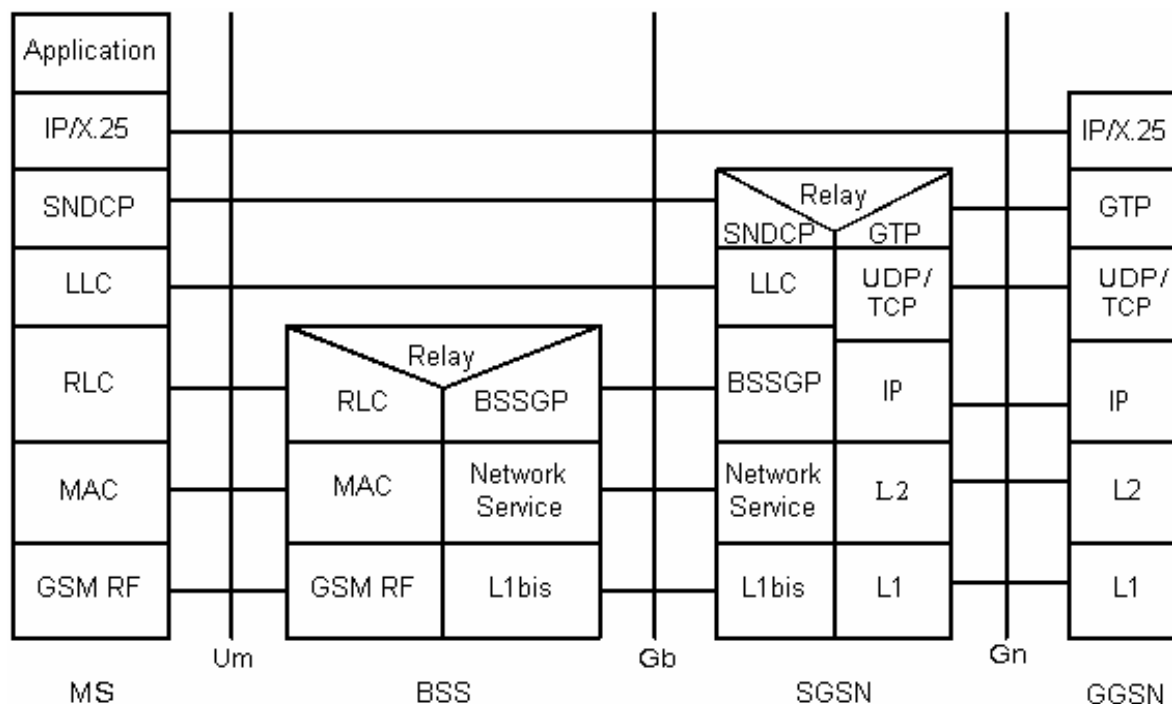 Application
IP/X.25
SNDCP
LLC
RLC
MAC
GSM RF
MS
Um
Relay
RLC
BSSGP
MAC
Network
Service
GSM RF
L1bis
BSS
Gb
Relay
SNDCP
GTP
LLC
UDP/
TCP
BSSGP
IP
Network
Service
L2
L1bis
L1
SGSN
Gn
IP/X.25
GTP
UDP/
TCP
IP
L2
L1
GGSN